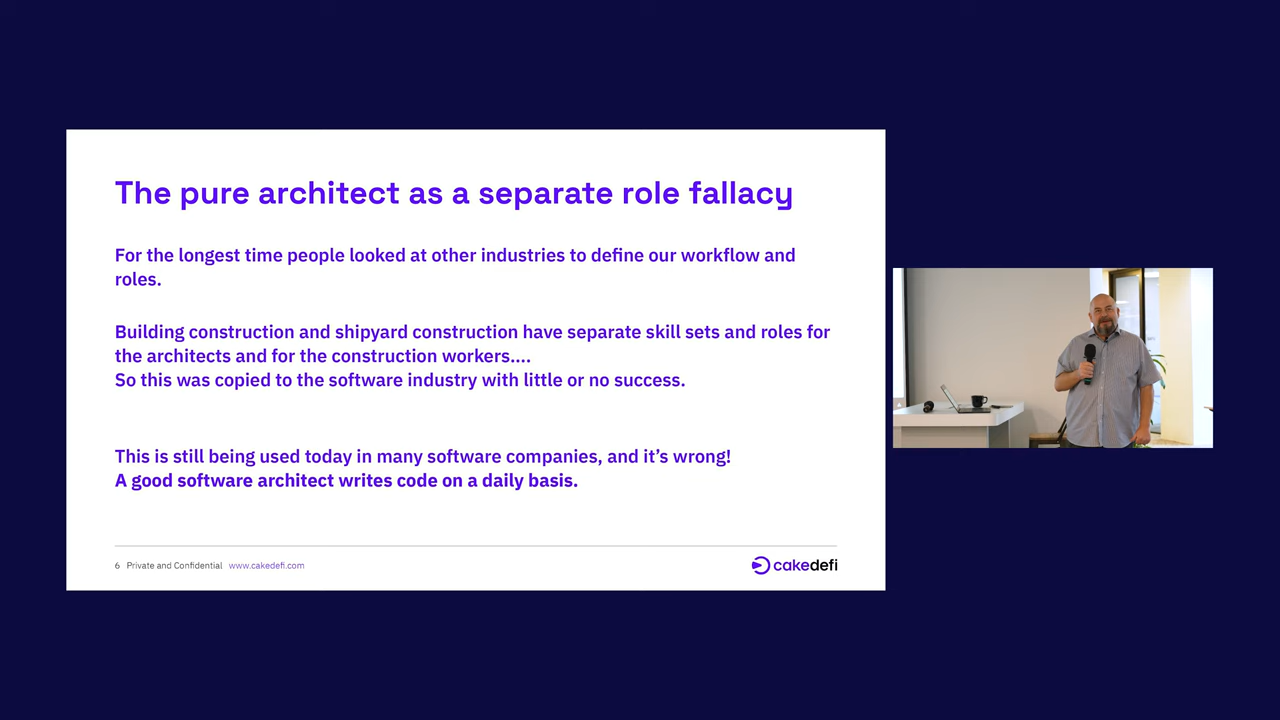 The pure architect as a separate role fallacy
For the longest time people looked at other industries to define our workflow and
roles.
Building construction and shipyard construction have separate skill sets and roles for
the architects and for the construction workers....
So this was copied to the software industry with little or no success.
This is still being used today in many software companies, and it's wrong!
A good software architect writes code on a daily basis.
6 Private and Confidential www.cakedefi.com
cakedefi